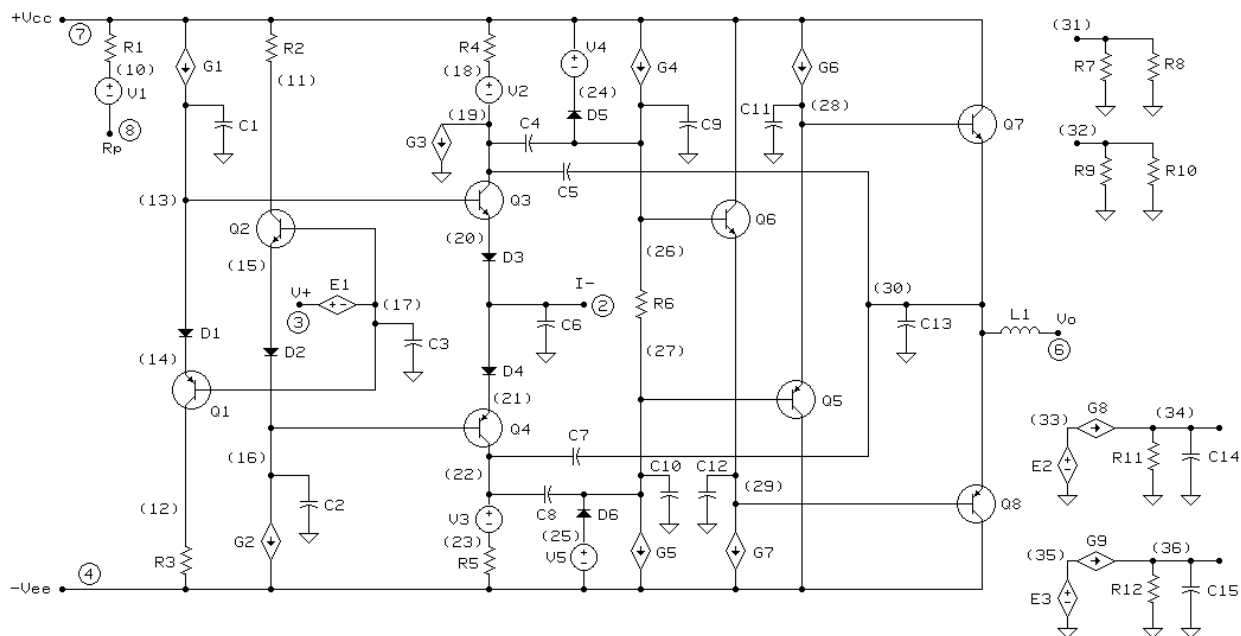 +Vcc
7
R1
(10)
V1
8
Rp
G1
C1
R2
(11)
R4
(18)
V2
(19)
G3
C4
V4
(24)
D5
G4
C9
C11
G6
(28)
Q7
(31)
R7
R8
(32)
R9
R10
C5
(13)
Q3
Q2
(20)
Q6
(15)
(26)
D3
V+
E1
3
(17)
I-
2
R6
(30)
C13
L1
Vo
6
D1
D2
C3
C6
(14)
(27)
D4
Q1
(21)
Q5
Q4
C7
(16)
(22)
C10
C12
(29)
Q8
(33)
G8
(34)
E2
R11
C14
(12)
C2
C8
D6
V3
(23)
(25)
V5
R3
G2
R5
G5
G7
4
-Vee
(35)
G9
(36)
E3
R12
C15